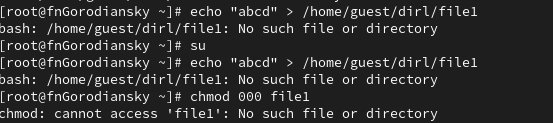 [root@fnGorodiansky ~]# echo "abcd" > /home/guest/dirl/file1
bash: /home/guest/dirl/file1: No such file or directory
[root@fnGorodiansky ~]# su
[root@fnGorodiansky ~]# echo "abcd" > /home/guest/dirl/file1
bash: /home/guest/dirl/file1: No such file or directory
[root@fnGorodiansky ~]# chmod 000 file1
chmod: cannot access 'file1': No such file or directory